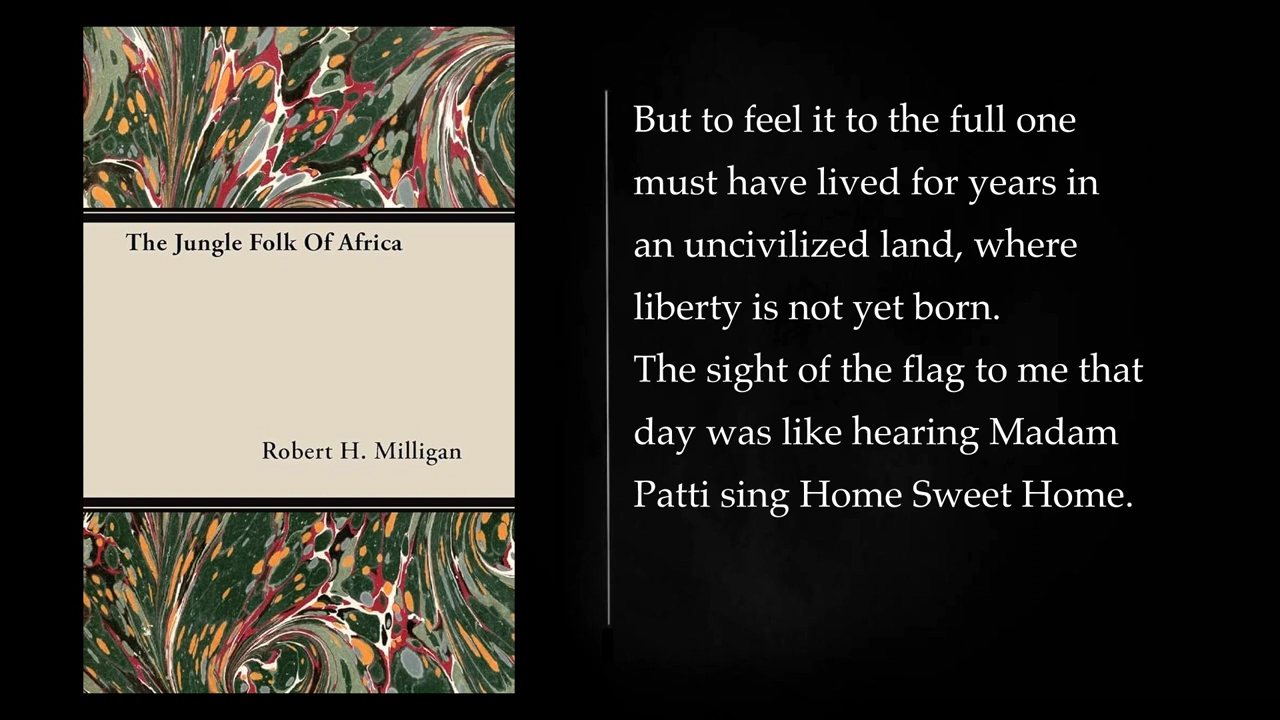 The Jungle Folk Of Africa
Robert H. Milligan
But to feel it to the full one
must have lived for years in
an uncivilized land, where
liberty is not yet born.
The sight of the flag to me that
day was like hearing Madam
Patti sing Home Sweet Home.